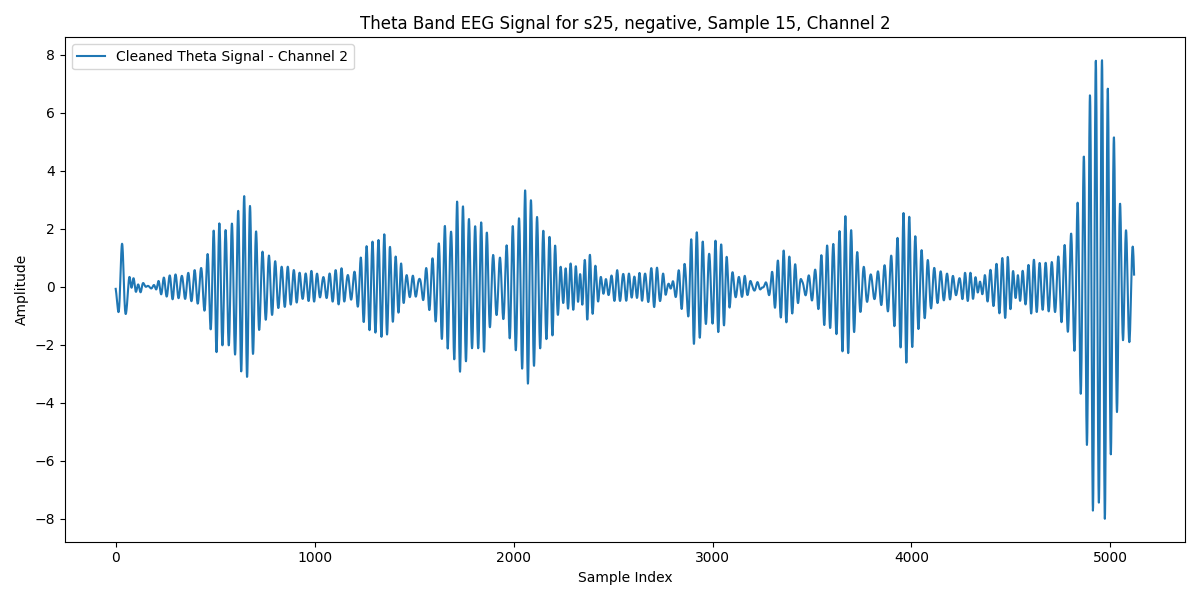 Theta Band EEG Signal for s25, negative, Sample 15, Channel 2
Cleaned Theta Signal - Channel 2
8
6
4
2
0
−2
−4
−6
−8
Amplitude
0 1000 2000 3000 4000 5000
Sample Index